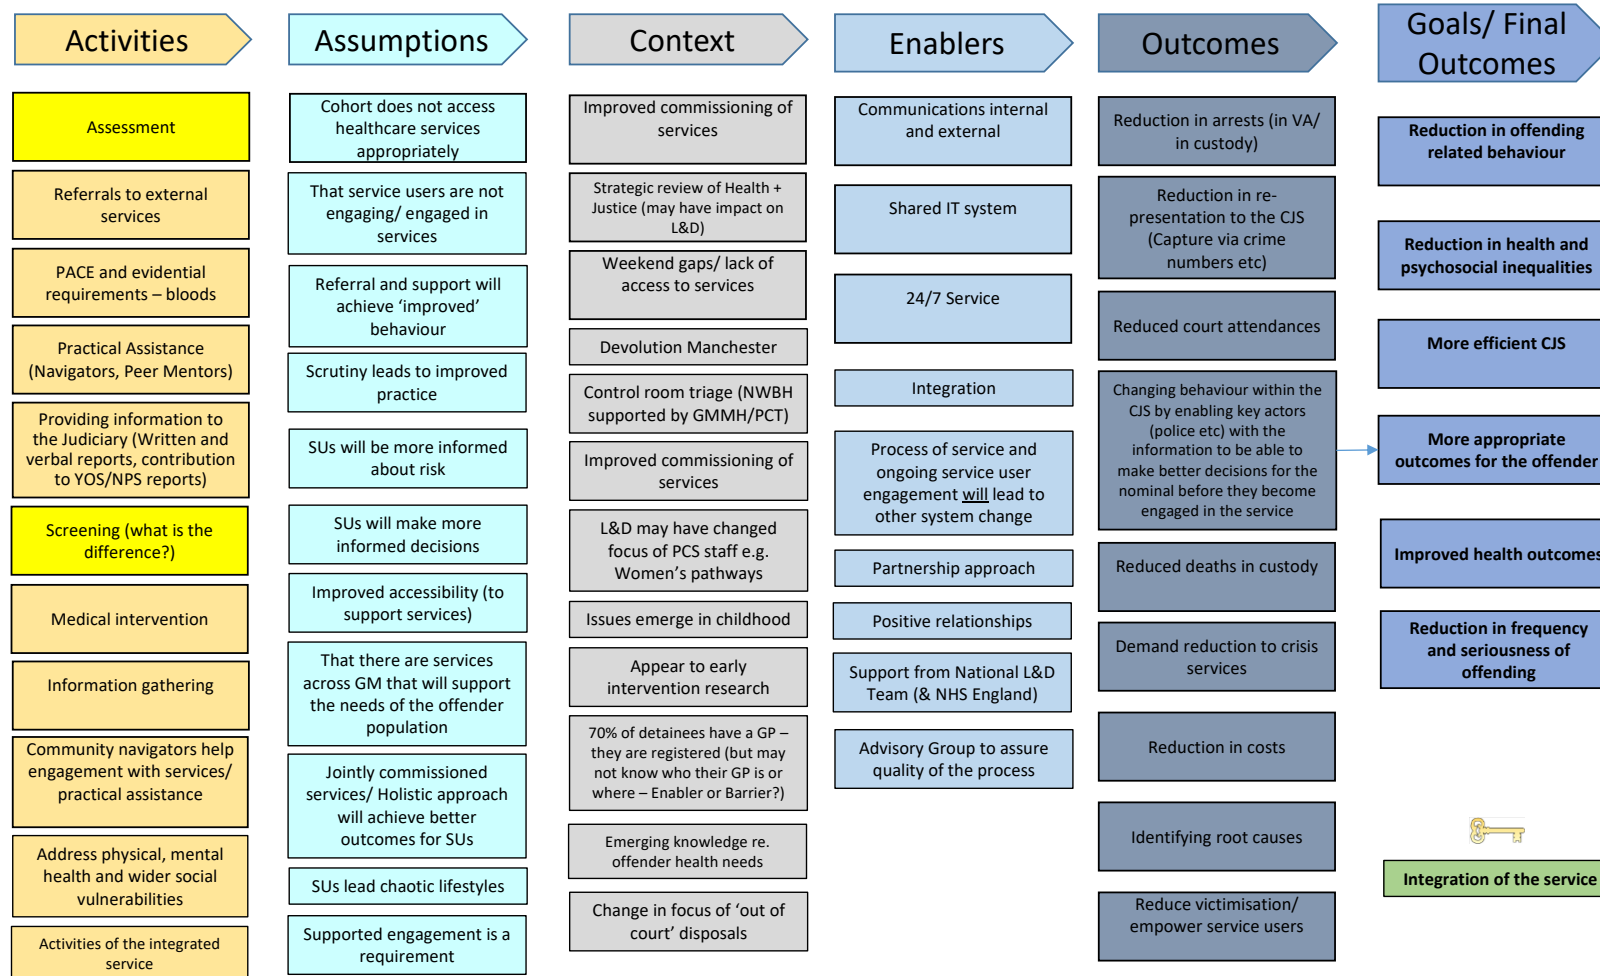 Activities
Assessment
Referrals to external
services
PACE and evidential
requirements – bloods
Practical Assistance
(Navigators, Peer Mentors)
Providing information to
the Judiciary (Written and
verbal reports, contribution
to YOS/NPS reports)
Screening (what is the
difference?)
Medical intervention
Information gathering
Community navigators help
engagement with services/
practical assistance
Address physical, mental
health and wider social
vulnerabilities
Activities of the integrated
service
Assumptions
Cohort does not access
healthcare services
appropriately
That service users are not
engaging/ engaged in
services
Referral and support will
achieve ‘improved’
behaviour
Scrutiny leads to improved
practice
SUs will be more informed
about risk
SUs will make more
informed decisions
Improved accessibility (to
support services)
That there are services
across GM that will support
the needs of the offender
population
Jointly commissioned
services/ Holistic approach
will achieve better
outcomes for SUs
SUs lead chaotic lifestyles
Supported engagement is a
requirement
Context
Improved commissioning of
services
Strategic review of Health +
Justice (may have impact on
L&D)
Weekend gaps/ lack of
access to services
Devolution Manchester
Control room triage (NWBH
supported by GMMH/PCT)
Improved commissioning of
services
L&D may have changed
focus of PCS staff e.g.
Women’s pathways
Issues emerge in childhood
Appear to early
intervention research
70% of detainees have a GP –
they are registered (but may
not know who their GP is or
where – Enabler or Barrier?)
Emerging knowledge re.
offender health needs
Change in focus of ‘out of
court’ disposals
Enablers
Communications internal
and external
Shared IT system
24/7 Service
Integration
Process of service and
ongoing service user
engagement will lead to
other system change
Partnership approach
Positive relationships
Support from National L&D
Team (& NHS England)
Advisory Group to assure
quality of the process
Outcomes
Reduction in arrests (in VA/
in custody)
Reduction in re-
presentation to the CJS
(Capture via crime
numbers etc)
Reduced court attendances
Changing behaviour within the
CJS by enabling key actors
(police etc) with the
information to be able to
make better decisions for the
nominal before they become
engaged in the service
Reduced deaths in custody
Demand reduction to crisis
services
Reduction in costs
Identifying root causes
Reduce victimisation/
empower service users
Goals/ Final
Outcomes
Reduction in offending
related behaviour
Reduction in health and
psychosocial inequalities
More efficient CJS
More appropriate
outcomes for the offender
Improved health outcomes
Reduction in frequency
and seriousness of
offending
Integration of the service